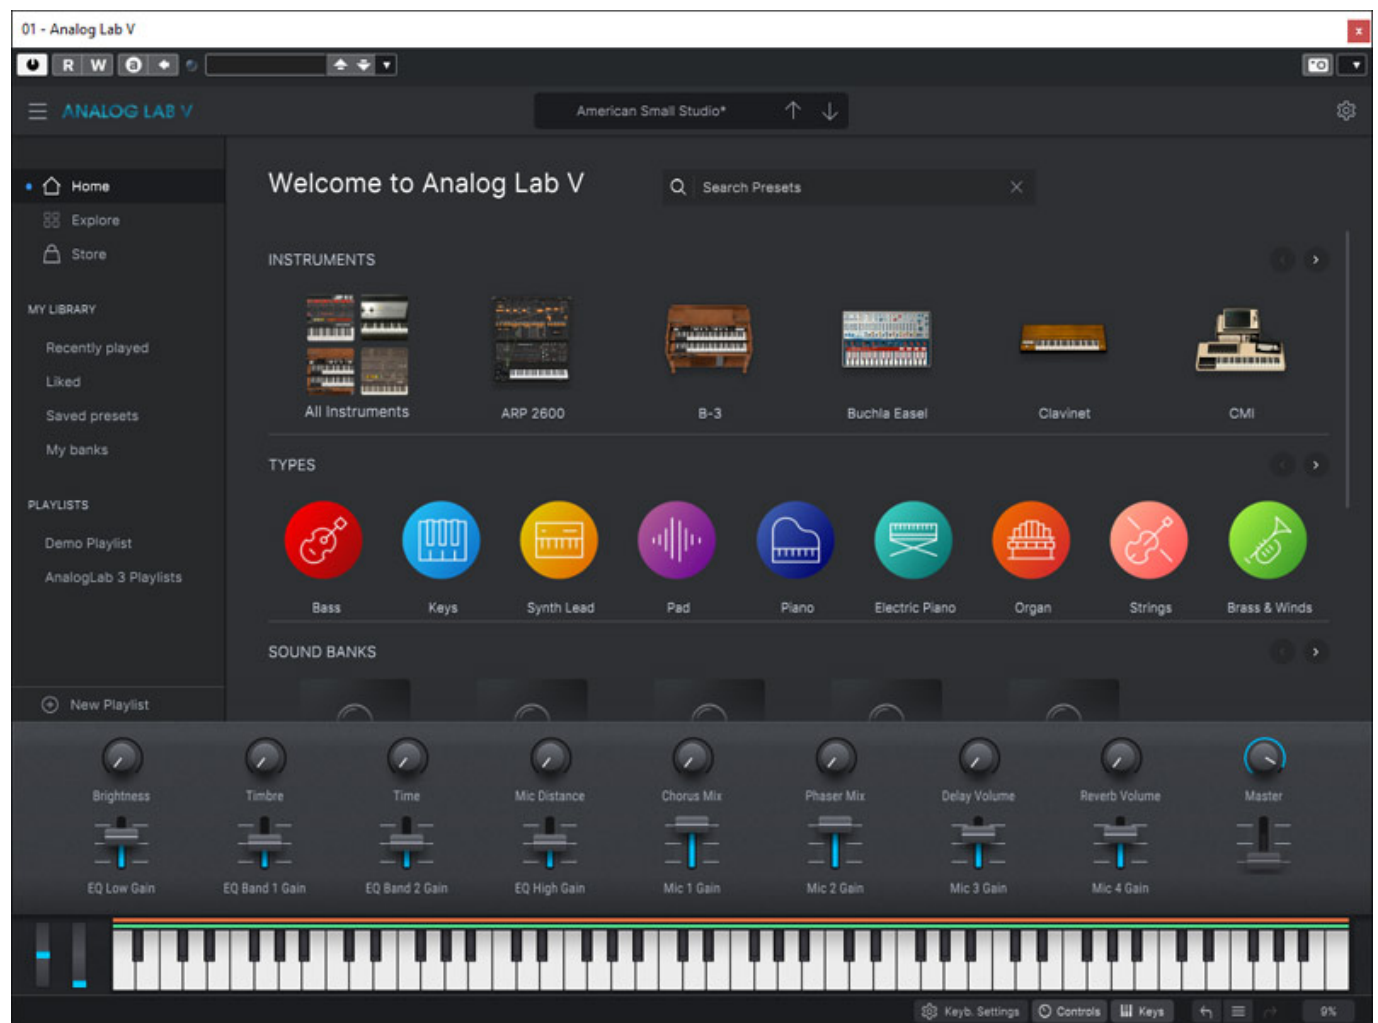 01 - Analog Lab V
x
R W a
ANALOG LAB V
American Small Studio*
Home
Explore
Store
MY LIBRARY
Recently played
Liked
Saved presets
My banks
PLAYLISTS
Demo Playlist
AnalogLab 3 Playlists
New Playlist
Welcome to Analog Lab V
Search Presets
INSTRUMENTS
All Instruments ARP 2600 B-3 Buchla Easel Clavinet CMI
TYPES
Bass Keys Synth Lead Pad Piano Electric Piano Organ Strings Brass & Winds
SOUND BANKS
Brightness Timbre Time Mic Distance Chorus Mix Phaser Mix Delay Volume Reverb Volume Master
EQ Low Gain EQ Band 1 Gain EQ Band 2 Gain EQ High Gain Mic 1 Gain Mic 2 Gain Mic 3 Gain Mic 4 Gain
Keyb. Settings Controls Keys 9%